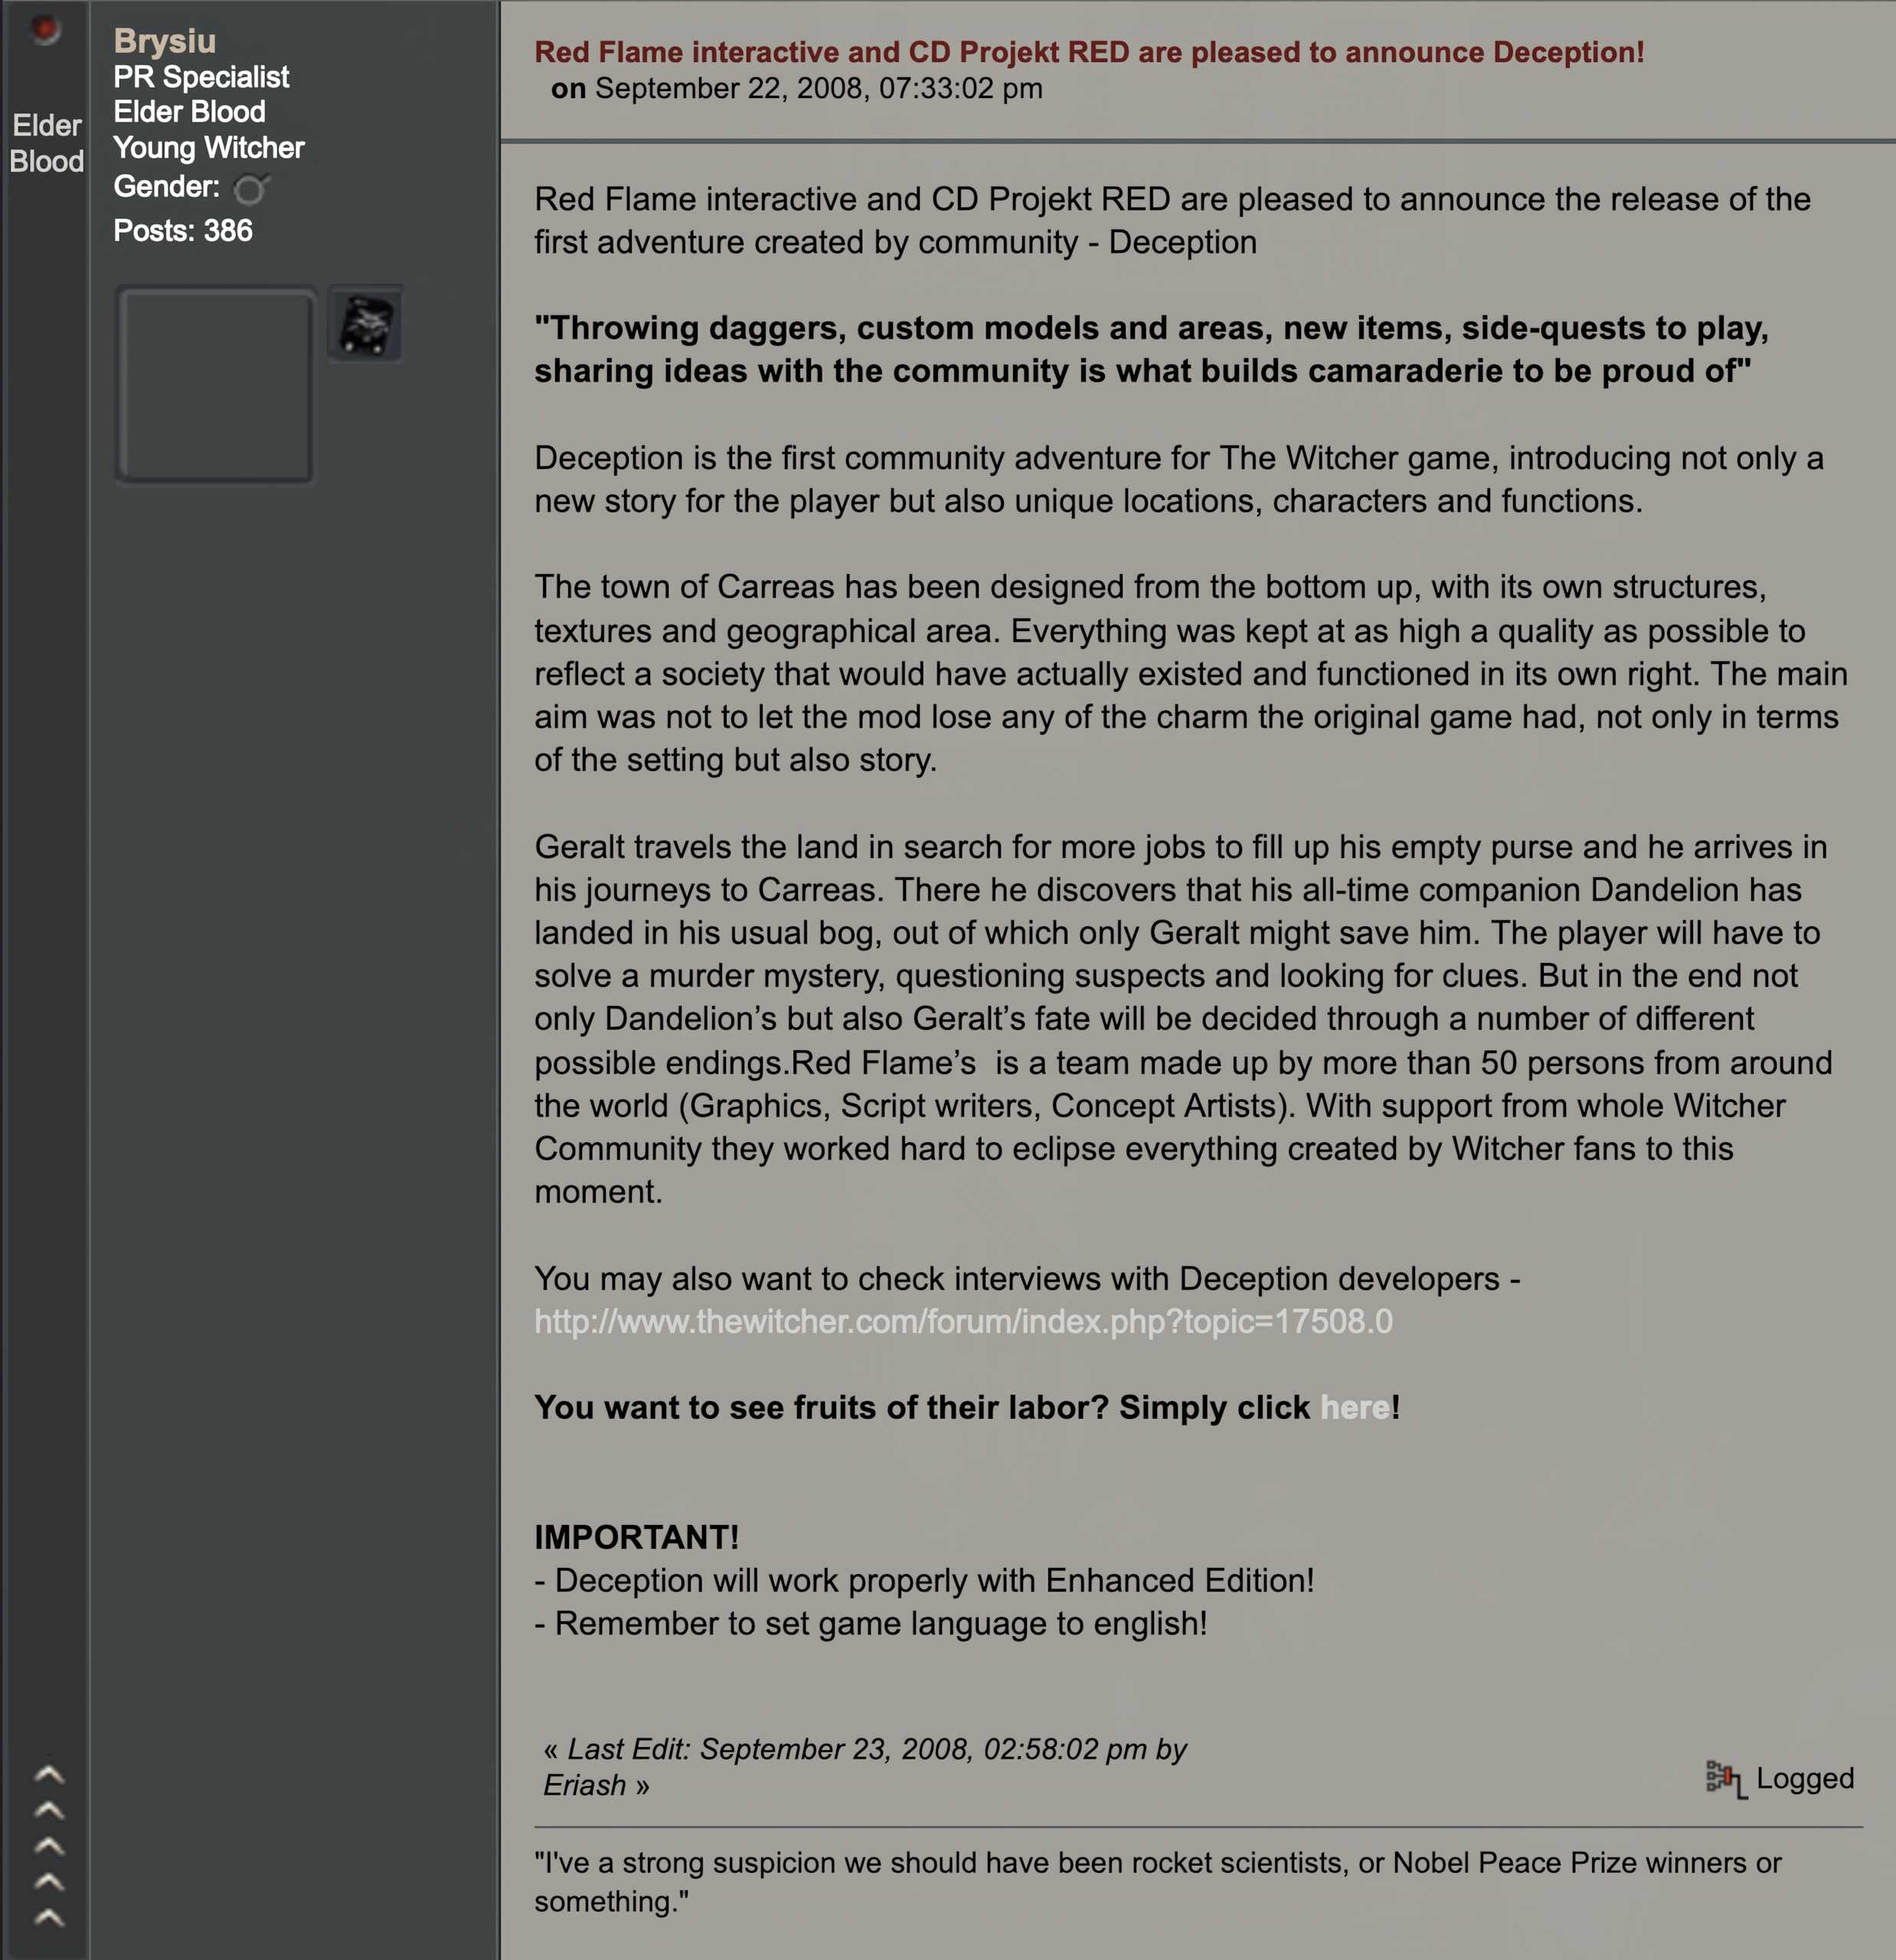 Elder
Blood
Brysiu
PR Specialist
Elder Blood
Young Witcher
Gender:
Posts: 386
Red Flame interactive and CD Projekt RED are pleased to announce Deception!
on September 22, 2008, 07:33:02 pm
Red Flame interactive and CD Projekt RED are pleased to announce the release of the
first adventure created by community - Deception
"Throwing daggers, custom models and areas, new items, side-quests to play,
sharing ideas with the community is what builds camaraderie to be proud of"
Deception is the first community adventure for The Witcher game, introducing not only a
new story for the player but also unique locations, characters and functions.
The town of Carreas has been designed from the bottom up, with its own structures,
textures and geographical area. Everything was kept at as high a quality as possible to
reflect a society that would have actually existed and functioned in its own right. The main
aim was not to let the mod lose any of the charm the original game had, not only in terms
of the setting but also story.
Geralt travels the land in search for more jobs to fill up his empty purse and he arrives in
his journeys to Carreas. There he discovers that his all-time companion Dandelion has
landed in his usual bog, out of which only Geralt might save him. The player will have to
solve a murder mystery, questioning suspects and looking for clues. But in the end not
only Dandelion’s but also Geralt’s fate will be decided through a number of different
possible endings.Red Flame’s  is a team made up by more than 50 persons from around
the world (Graphics, Script writers, Concept Artists). With support from whole Witcher
Community they worked hard to eclipse everything created by Witcher fans to this
moment.
You may also want to check interviews with Deception developers -
http://www.thewitcher.com/forum/index.php?topic=17508.0
You want to see fruits of their labor? Simply click here!
IMPORTANT!
- Deception will work properly with Enhanced Edition!
- Remember to set game language to english!
« Last Edit: September 23, 2008, 02:58:02 pm by
Eriash »
Logged
"I've a strong suspicion we should have been rocket scientists, or Nobel Peace Prize winners or
something."